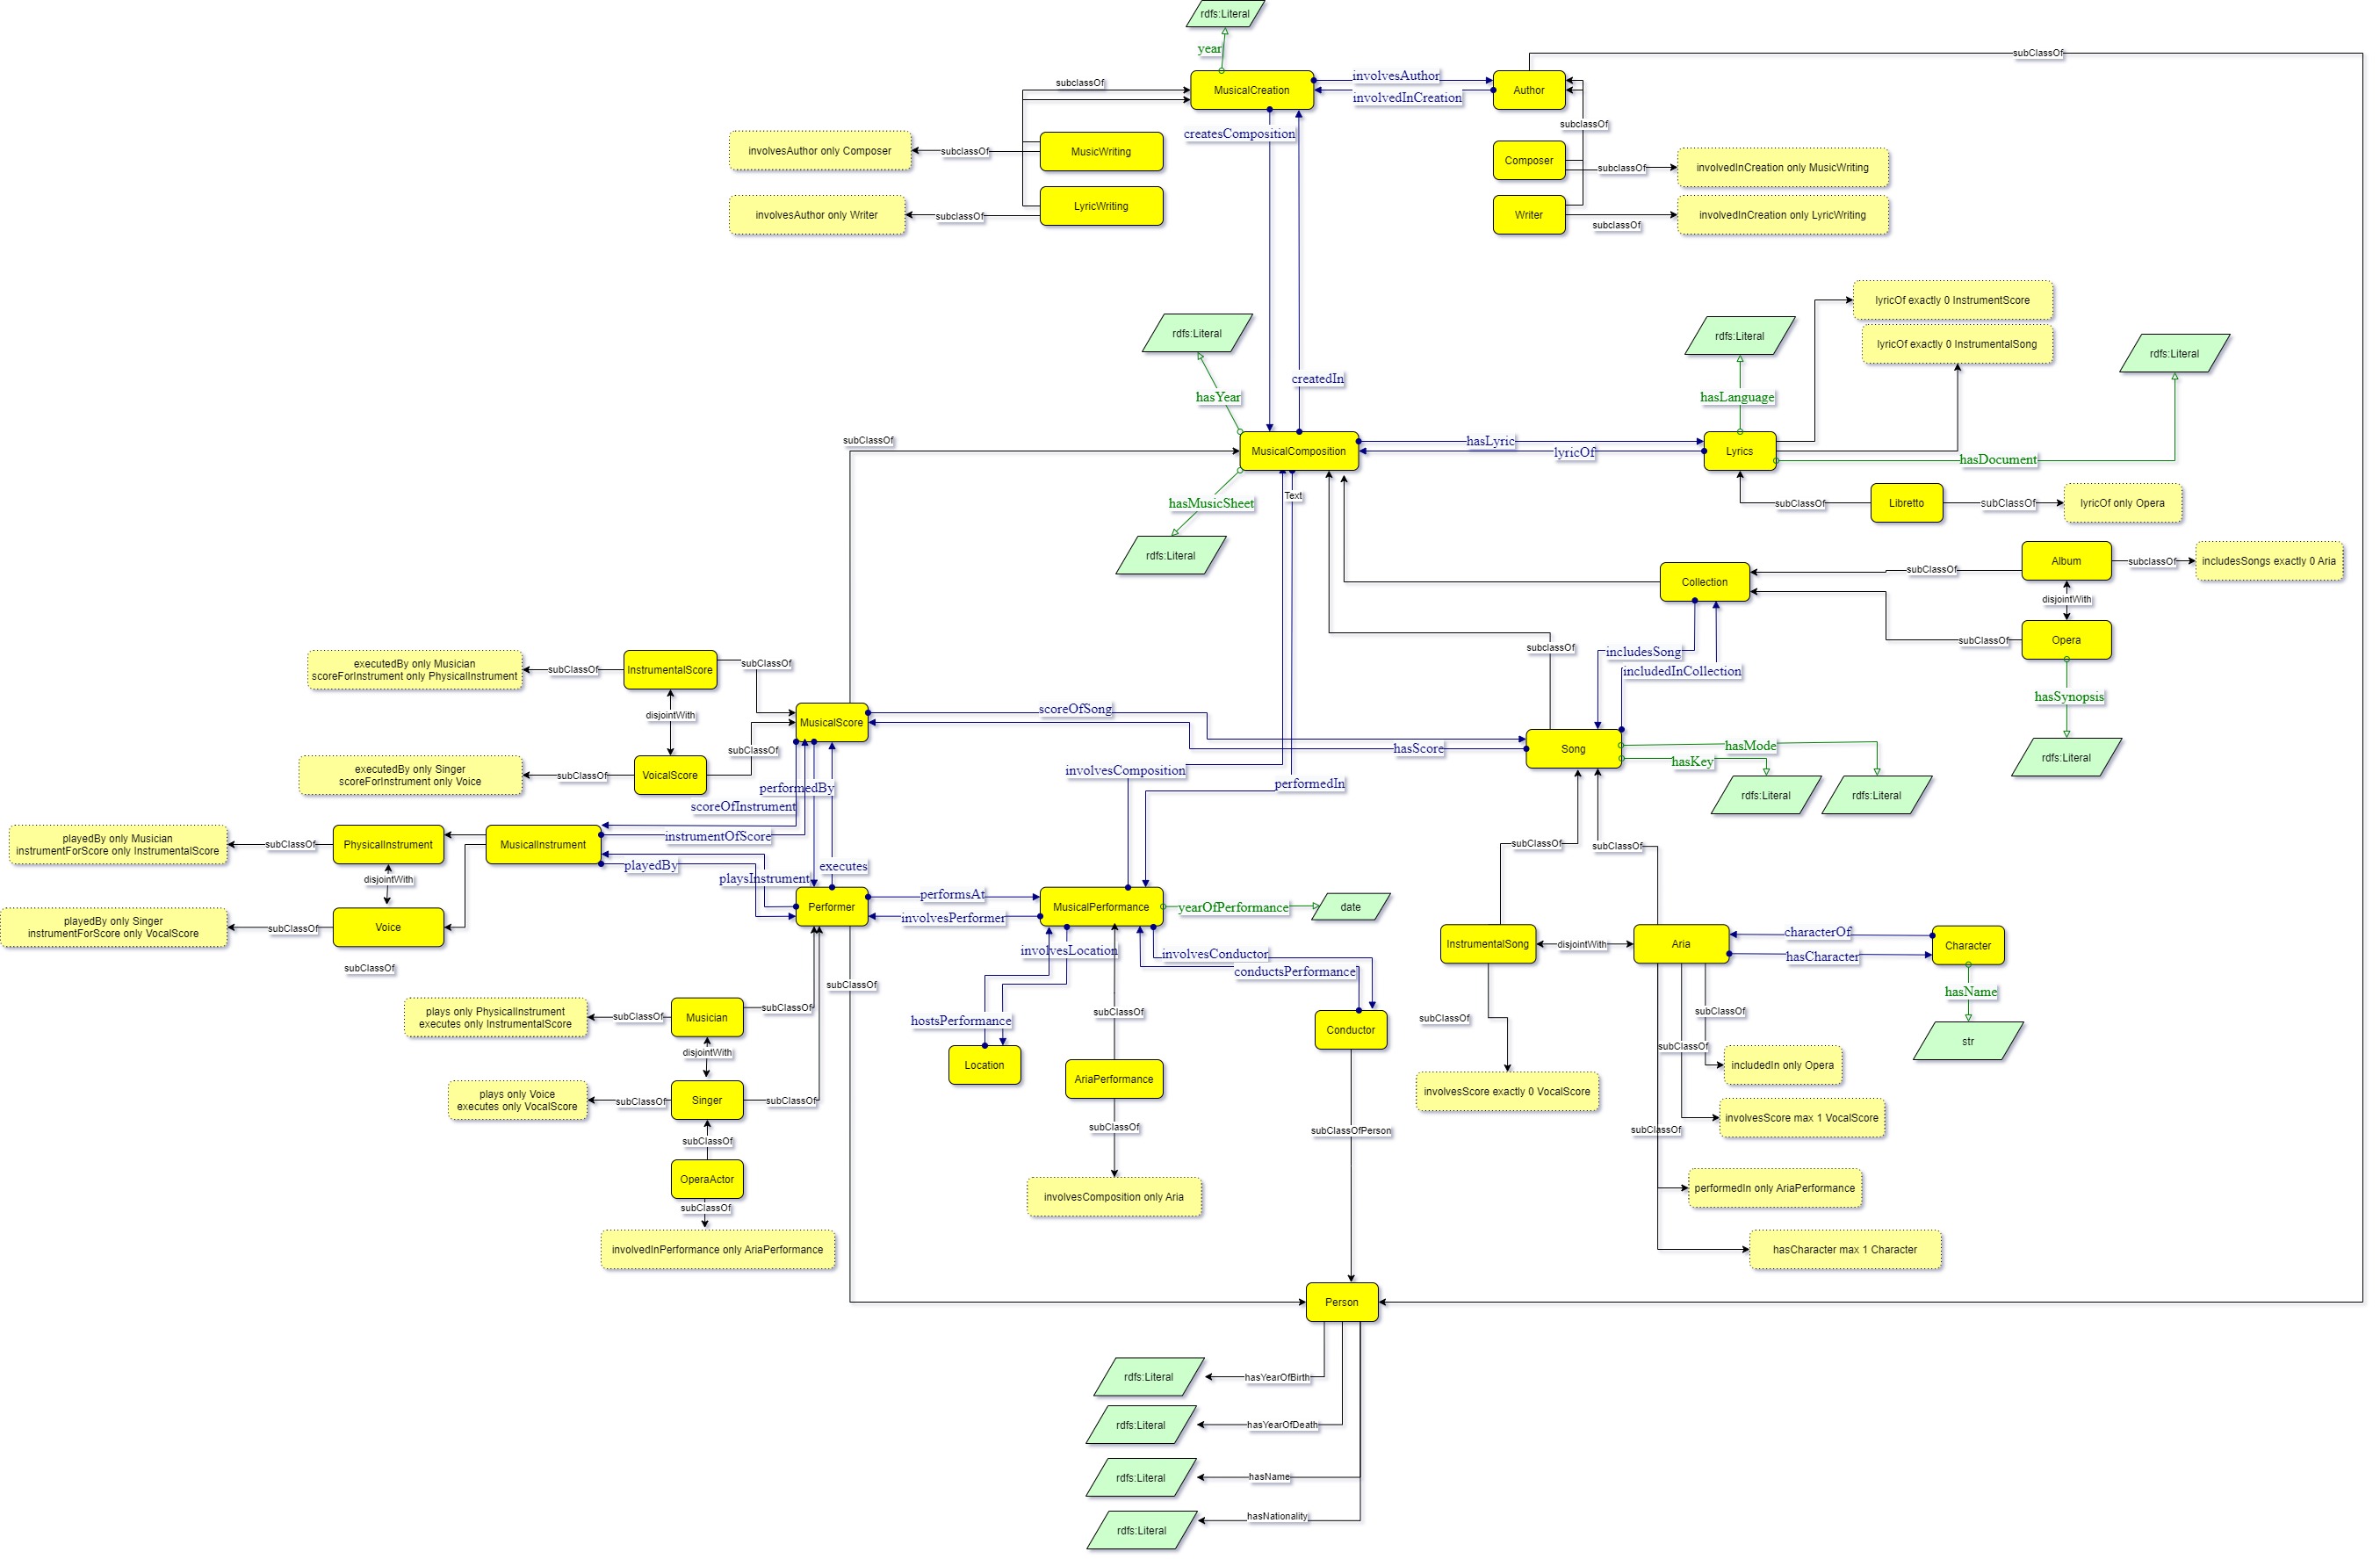 rdfs:Literal
year
subClassOf
MusicalCreation
involvesAuthor
involvedInCreation
Author
subclassOf
createsComposition
subclassOf
involvesAuthor only Composer
subclassOf
MusicWriting
Composer
subclassOf
involvedInCreation only MusicWriting
LyricWriting
involvesAuthor only Writer
subclassOf
Writer
subclassOf
involvedInCreation only LyricWriting
lyricOf exactly 0 InstrumentScore
rdfs:Literal
rdfs:Literal
lyricOf exactly 0 InstrumentalSong
rdfs:Literal
createdIn
hasYear
hasLanguage
subClassOf
MusicalComposition
hasLyric
lyricOf
Lyrics
hasDocument
Text
hasMusicSheet
subClassOf
Libretto
subClassOf
lyricOf only Opera
rdfs:Literal
Collection
subClassOf
Album
subclassOf
includesSongs exactly 0 Aria
disjointWith
subClassOf
Opera
subclassOf
includesSong
includedInCollection
hasSynopsis
rdfs:Literal
executedBy only Musician
scoreForInstrument only PhysicalInstrument
subClassOf
InstrumentalScore
subClassOf
disjointWith
MusicalScore
scoreOfSong
hasScore
Song
hasMode
hasKey
rdfs:Literal
rdfs:Literal
executedBy only Singer
scoreForInstrument only Voice
subClassOf
VoicalScore
subClassOf
performedBy
involvesComposition
performedIn
scoreOfInstrument
instrumentOfScore
playedBy only Musician
instrumentForScore only InstrumentalScore
subClassOf
PhysicalInstrument
MusicalInstrument
playedBy
executes
playsInstrument
disjointWith
playedBy only Singer
instrumentForScore only VocalScore
subClassOf
Voice
subClassOf
Performer
performsAt
involvesPerformer
MusicalPerformance
yearOfPerformance
date
subClassOf
subClassOf
InstrumentalSong
disjointWith
Aria
characterOf
hasCharacter
Character
hasName
str
involvesLocation
involvesConductor
conductsPerformance
subClassOf
plays only PhysicalInstrument
executes only InstrumentalScore
subClassOf
Musician
subClassOf
disjointWith
hostsPerformance
Location
subClassOf
AriaPerformance
Conductor
subClassOf
subClassOf
subClassOf
includedIn only Opera
involvesScore exactly 0 VocalScore
involvesScore max 1 VocalScore
plays only Voice
executes only VocalScore
subClassOf
Singer
subClassOf
subClassOf
OperaActor
subClassOf
involvedInPerformance only AriaPerformance
subClassOf
involvesComposition only Aria
subClassOfPerson
subClassOf
performedIn only AriaPerformance
hasCharacter max 1 Character
Person
rdfs:Literal
hasYearOfBirth
rdfs:Literal
hasYearOfDeath
rdfs:Literal
hasName
rdfs:Literal
hasNationality